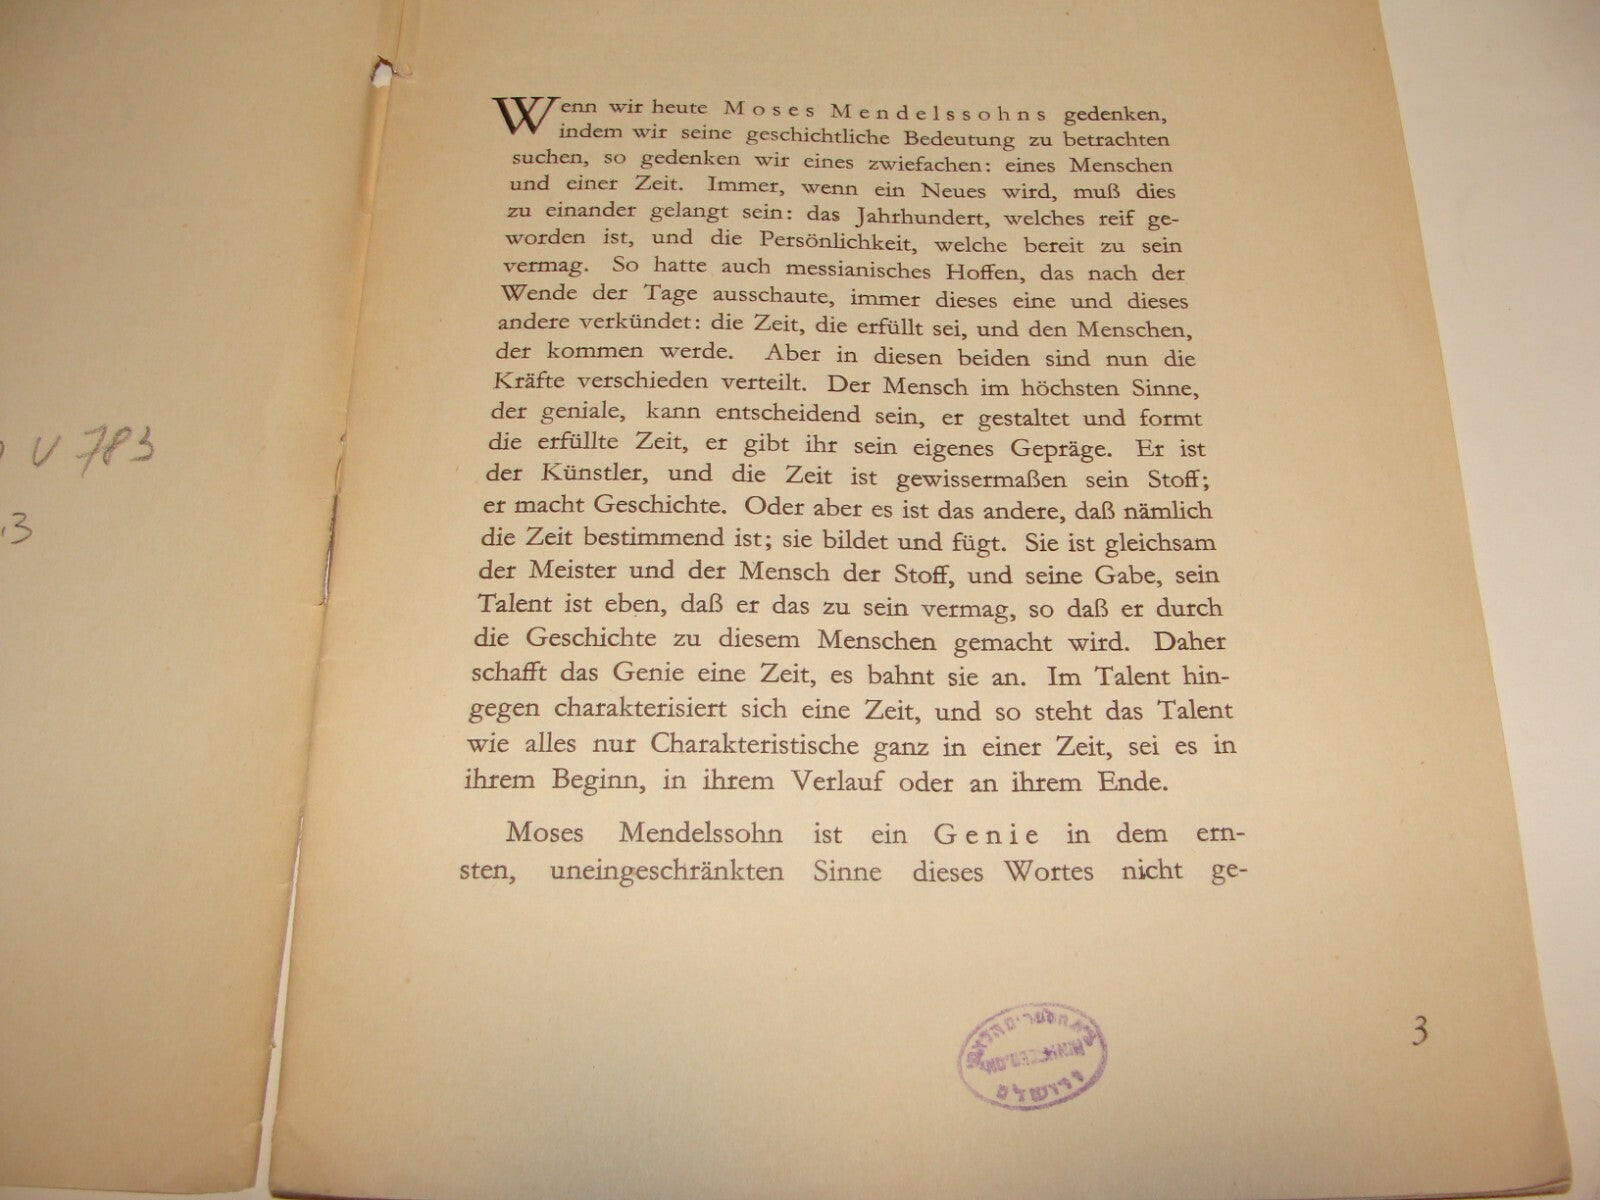 V 783
.3
Wenn wir heute Moses Mendelssohns gedenken,
indem wir seine geschichtliche Bedeutung zu betrachten
suchen, so gedenken wir eines zwiefachen: eines Menschen
und einer Zeit. Immer, wenn ein Neues wird, muß dies
zu einander gelangt sein: das Jahrhundert, welches reif ge-
worden ist, und die Persönlichkeit, welche bereit zu sein
vermag. So hatte auch messianisches Hoffen, das nach der
Wende der Tage ausschaute, immer dieses eine und dieses
andere verkündet: die Zeit, die erfüllt sei, und den Menschen,
der kommen werde. Aber in diesen beiden sind nun die
Kräfte verschieden verteilt. Der Mensch im höchsten Sinne,
der geniale, kann entscheidend sein, er gestaltet und formt
die erfüllte Zeit, er gibt ihr sein eigenes Gepräge. Er ist
der Künstler, und die Zeit ist gewissermaßen sein Stoff;
er macht Geschichte. Oder aber es ist das andere, daß nämlich
die Zeit bestimmend ist; sie bildet und fügt. Sie ist gleichsam
der Meister und der Mensch der Stoff, und seine Gabe, sein
Talent ist eben, daß er das zu sein vermag, so daß er durch
die Geschichte zu diesem Menschen gemacht wird. Daher
schafft das Genie eine Zeit, es bahnt sie an. Im Talent hin-
gegen charakterisiert sich eine Zeit, und so steht das Talent
wie alles nur Charakteristische ganz in einer Zeit, sei es in
ihrem Beginn, in ihrem Verlauf oder an ihrem Ende.
Moses Mendelssohn ist ein Genie in dem ern-
sten, uneingeschränkten Sinne dieses Wortes nicht ge-
בית הספרים הלאומי
ירושלם
3